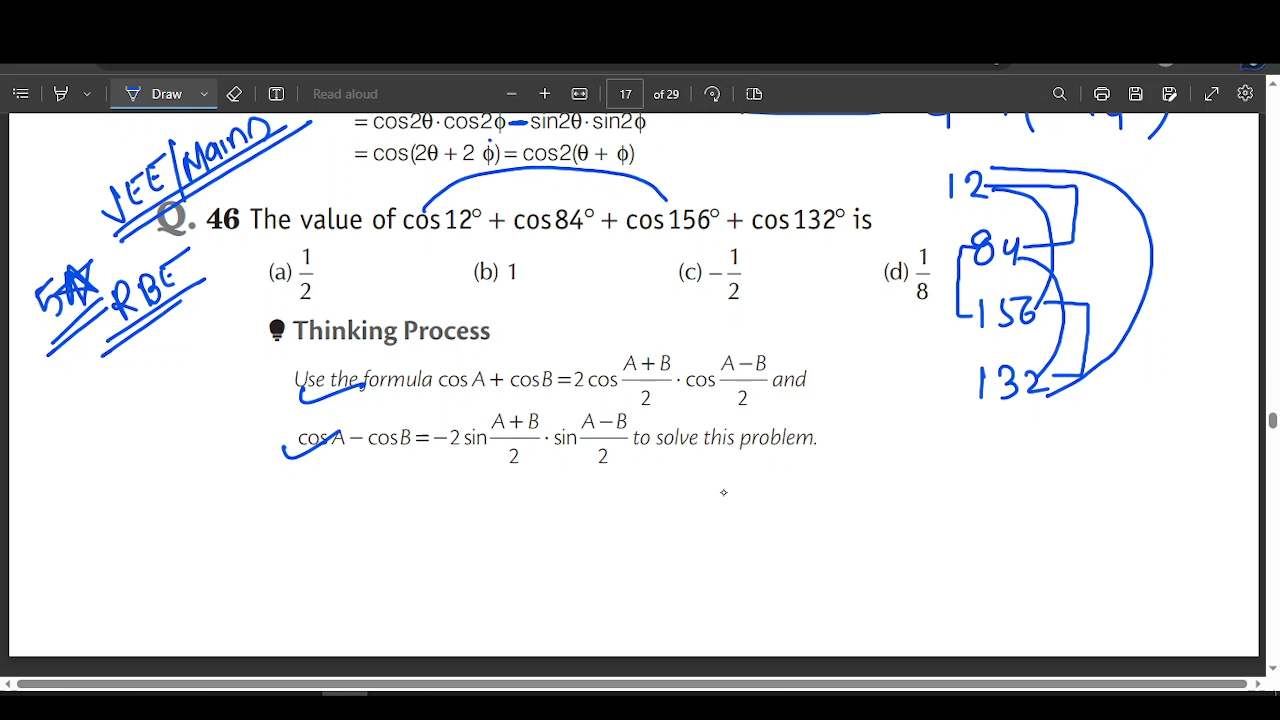 Draw
Read aloud
17 of 29
= cos2θ·cos2ϕ − sin2θ·sin2ϕ
= cos(2θ + 2 ϕ) = cos2(θ + ϕ)
JEE/Main
Q. 46 The value of cos 12° + cos 84° + cos 156° + cos 132° is
(a) 1/2 (b) 1 (c) − 1/2 (d) 1/8
5☆ RBE
Thinking Process
Use the formula cos A + cos B = 2 cos (A + B)/2 · cos (A − B)/2 and
cos A − cos B = −2 sin (A + B)/2 · sin (A − B)/2 to solve this problem.
12
84
156
132